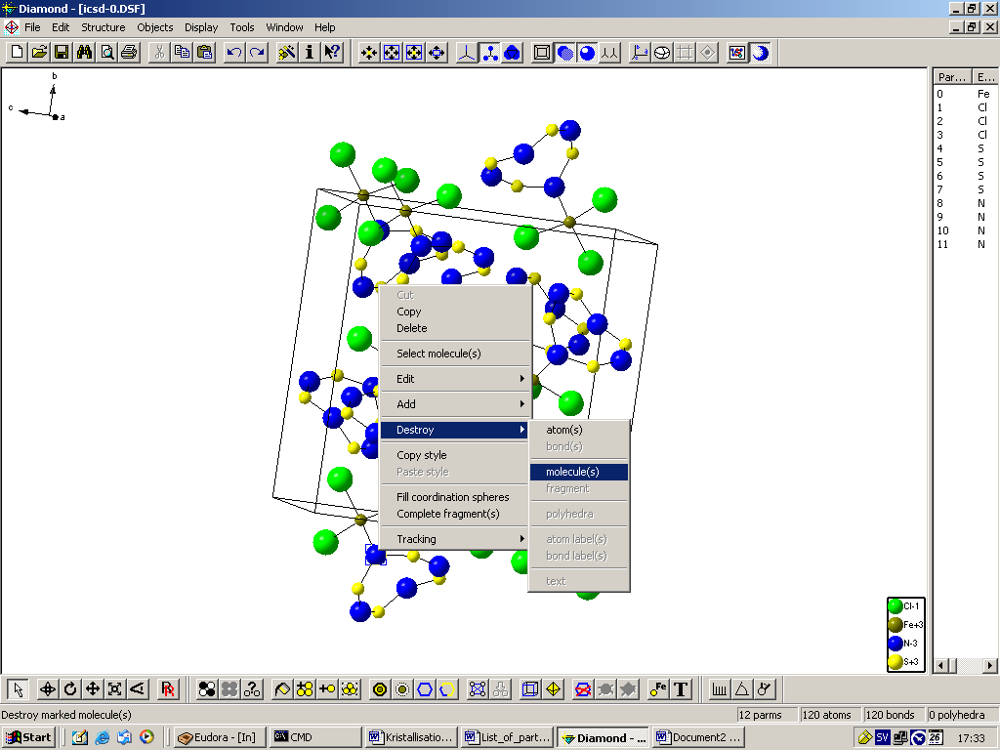 Diamond - [icsd-0.DSF]
File Edit Structure Objects Display Tools Window Help
b
c
a
Par... E...
0 Fe
1 Cl
2 Cl
3 Cl
4 S
5 S
6 S
7 S
8 N
9 N
10 N
11 N
Cut
Copy
Delete
Select molecule(s)
Edit
Add
Destroy
Copy style
Paste style
Fill coordination spheres
Complete fragment(s)
Tracking
atom(s)
bond(s)
molecule(s)
fragment
polyhedra
atom label(s)
bond label(s)
text
Cl-1
Fe+3
N-3
S+3
Destroy marked molecule(s) 12 parms 120 atoms 120 bonds 0 polyhedra
Start Eudora - [In] CMD Kristallisatio... List_of_part... Diamond - ... Document2 ... SV 26 17:33